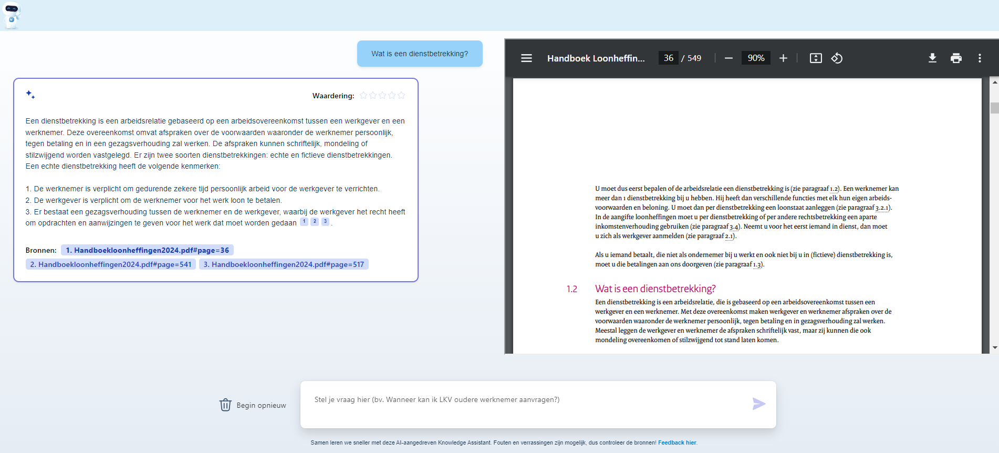 Wat is een dienstbetrekking?
Waardering:
Een dienstbetrekking is een arbeidsrelatie gebaseerd op een arbeidsovereenkomst tussen een werkgever en een
werknemer. Deze overeenkomst omvat afspraken over de voorwaarden waaronder de werknemer persoonlijk,
tegen betaling en in een gezagsverhouding zal werken. De afspraken kunnen schriftelijk, mondeling of
stilzwijgend worden vastgelegd. Er zijn twee soorten dienstbetrekkingen: echte en fictieve dienstbetrekkingen.
Een echte dienstbetrekking heeft de volgende kenmerken:
1. De werknemer is verplicht om gedurende zekere tijd persoonlijk arbeid voor de werkgever te verrichten.
2. De werkgever is verplicht om de werknemer voor het werk loon te betalen.
3. Er bestaat een gezagsverhouding tussen de werknemer en de werkgever, waarbij de werkgever het recht heeft
om opdrachten en aanwijzingen te geven voor het werk dat moet worden gedaan 1 2 3 .
Bronnen: 1. Handboekloonheffingen2024.pdf#page=36
2. Handboekloonheffingen2024.pdf#page=541 3. Handboekloonheffingen2024.pdf#page=517
Handboek Loonheffin... 36 / 549 90%
U moet dus eerst bepalen of de arbeidsrelatie een dienstbetrekking is (zie paragraaf 1.2). Een werknemer kan
meer dan 1 dienstbetrekking bij u hebben. Hij heeft dan verschillende functies met elk hun eigen arbeids-
voorwaarden en beloning. U moet dan per dienstbetrekking een loonstaat aanleggen (zie paragraaf 3.2.1).
In de aangifte loonheffingen moet u per dienstbetrekking of per andere rechtsbetrekking een aparte
inkomstenverhouding gebruiken (zie paragraaf 3.4). Neemt u voor het eerst iemand in dienst, dan moet
u zich als werkgever aanmelden (zie paragraaf 2.1).
Als u iemand betaalt, die niet als ondernemer bij u werkt en ook niet bij u in (fictieve) dienstbetrekking is,
moet u die betalingen aan ons doorgeven (zie paragraaf 1.3).
1.2 Wat is een dienstbetrekking?
Een dienstbetrekking is een arbeidsrelatie, die is gebaseerd op een arbeidsovereenkomst tussen een
werkgever en een werknemer. Met deze overeenkomst maken werkgever en werknemer afspraken over de
voorwaarden waaronder de werknemer persoonlijk, tegen betaling en in gezagsverhouding zal werken.
Meestal leggen de werkgever en werknemer de afspraken schriftelijk vast, maar zij kunnen die ook
mondeling overeenkomen of stilzwijgend tot stand laten komen.
Begin opnieuw
Stel je vraag hier (bv. Wanneer kan ik LKV oudere werknemer aanvragen?)
Samen leren we sneller met deze AI-aangedreven Knowledge Assistant. Fouten en verrassingen zijn mogelijk, dus controleer de bronnen! Feedback hier.